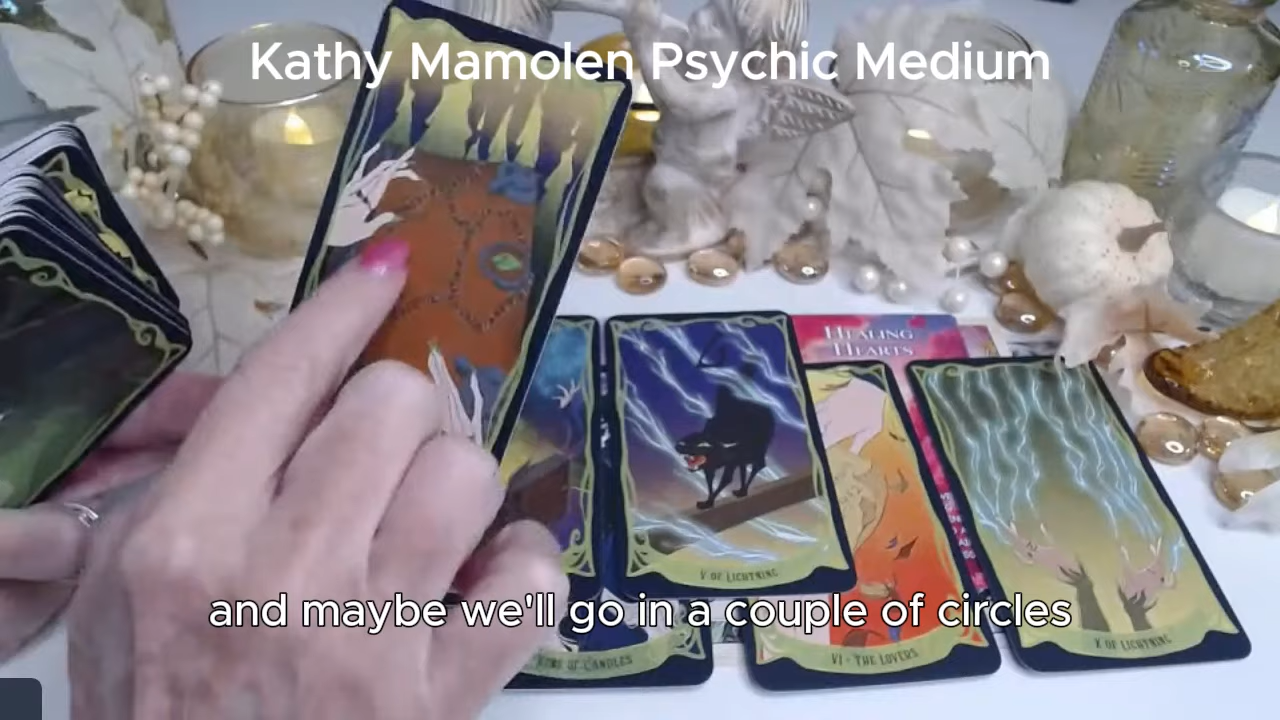 Kathy Mamolen Psychic Medium
HEALING
HEARTS
V OF LIGHTNING
and maybe we'll go in a couple of circles
OF CANDLES
VI - THE LOVERS
X OF LIGHTNING